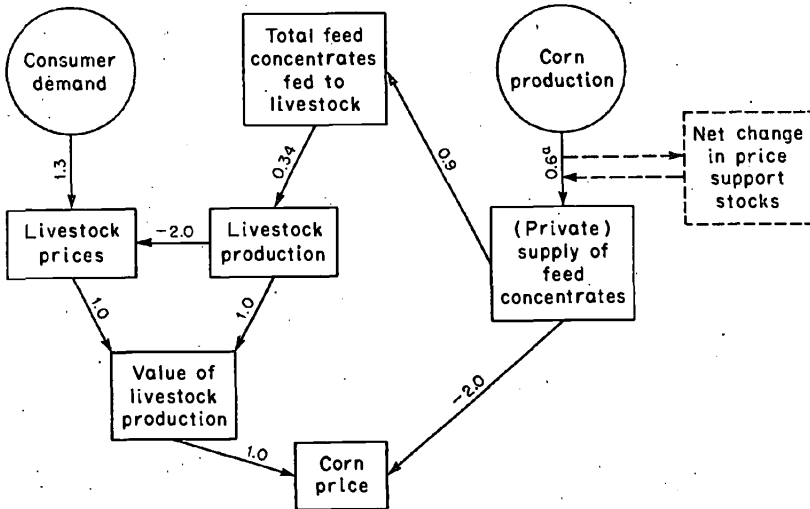 Consumer
demand
Total feed
concentrates
fed to
livestock
Corn
production
Net change
in price
support
stocks
1.3
0.34
0.9
0.6a
Livestock
prices
-2.0
Livestock
production
(Private)
supply of
feed
concentrates
1.0
1.0
Value of
livestock
production
-2.0
1.0
Corn
price